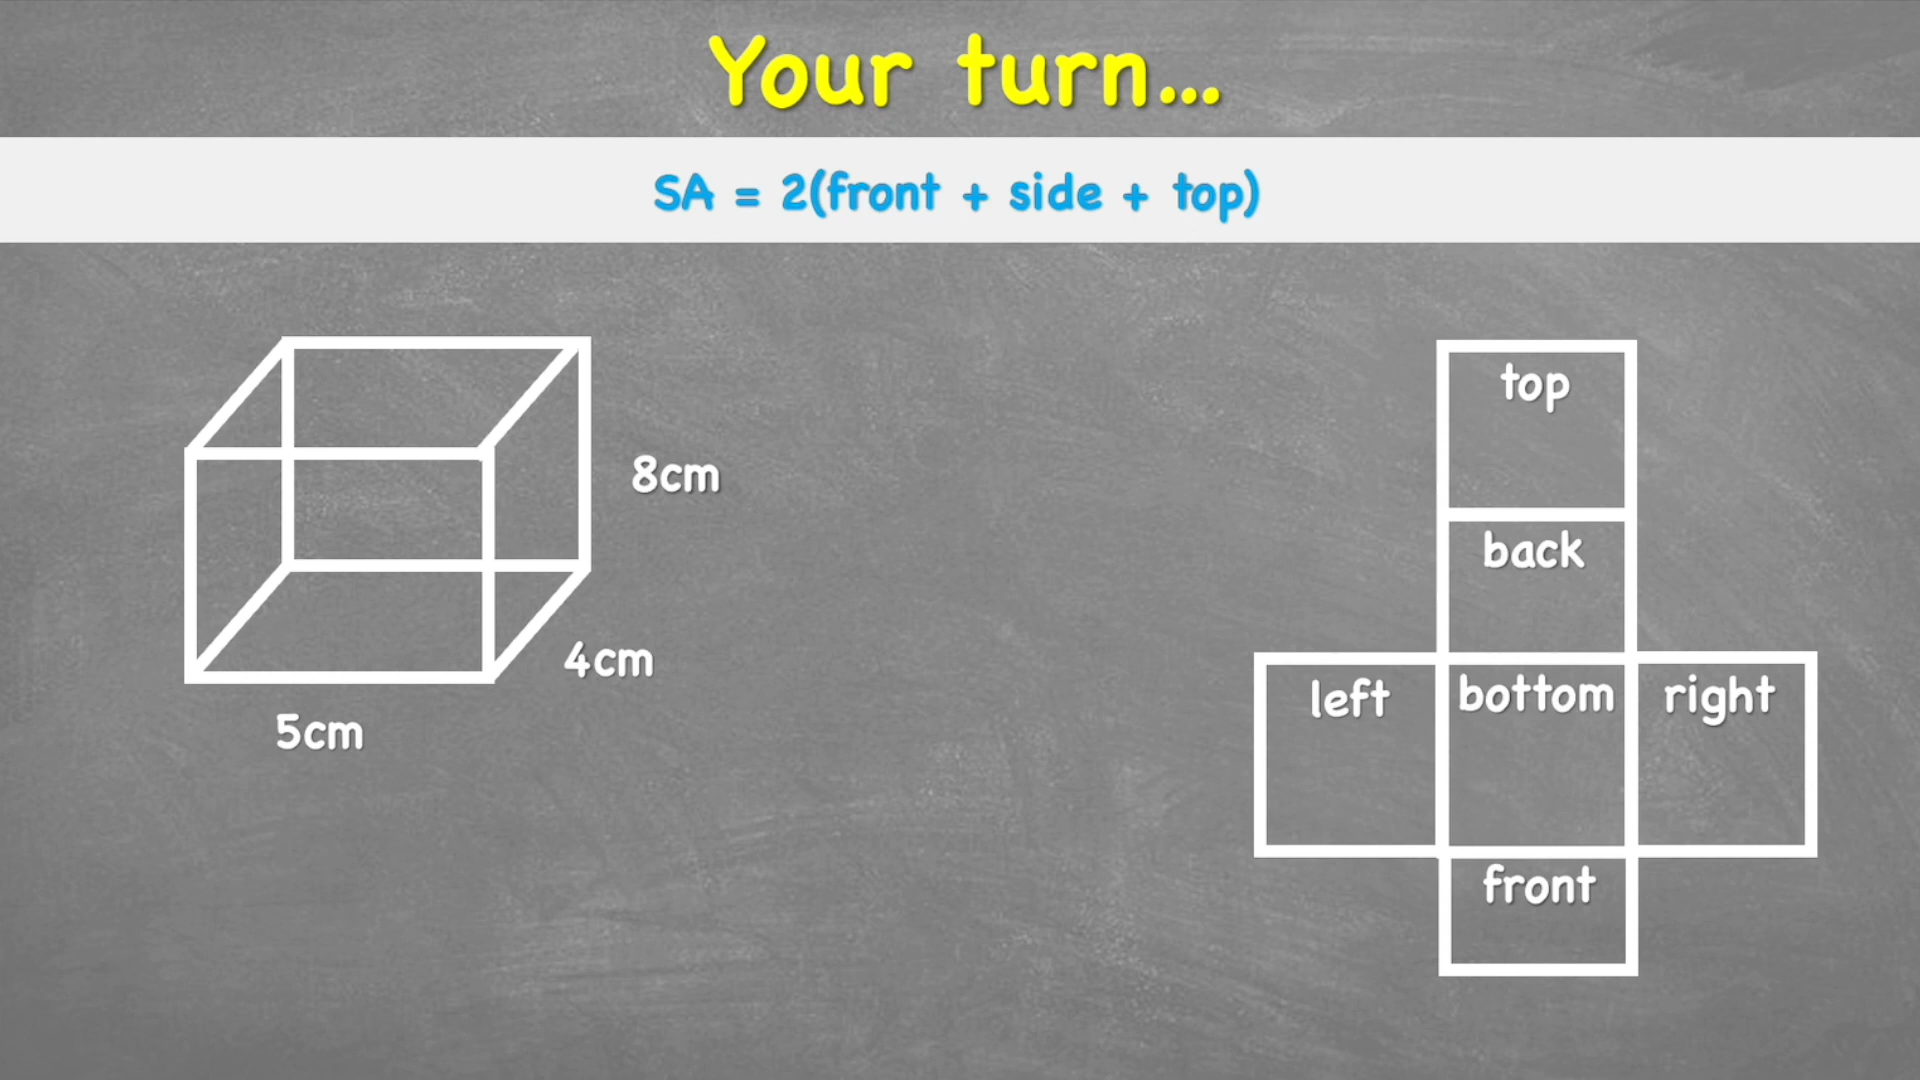 Your turn...
SA = 2(front + side + top)
8cm
4cm
5cm
top
back
left
bottom
right
front